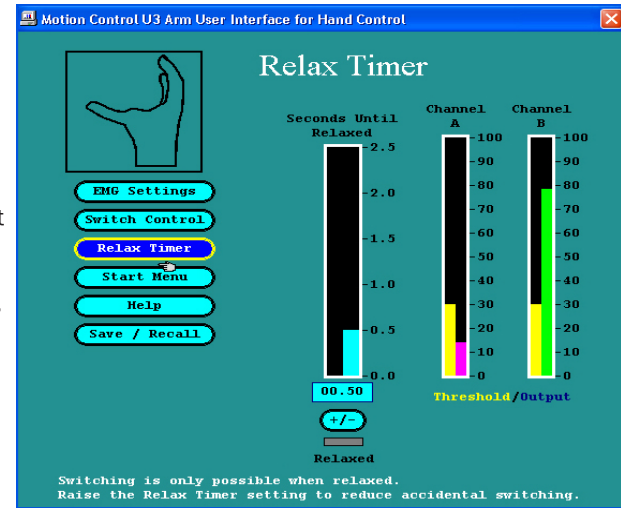 Motion Control U3 Arm User Interface for Hand Control
Relax Timer
Seconds Until
Relaxed
2.5
2.0
1.5
1.0
0.5
0.0
00.50
+/-
Relaxed
Channel
A
100
90
80
70
60
50
40
30
20
10
0
Channel
B
100
90
80
70
60
50
40
30
20
10
0
Threshold/Output
EMG Settings
Switch Control
Relax Timer
Start Menu
Help
Save / Recall
Switching is only possible when relaxed.
Raise the Relax Timer setting to reduce accidental switching.